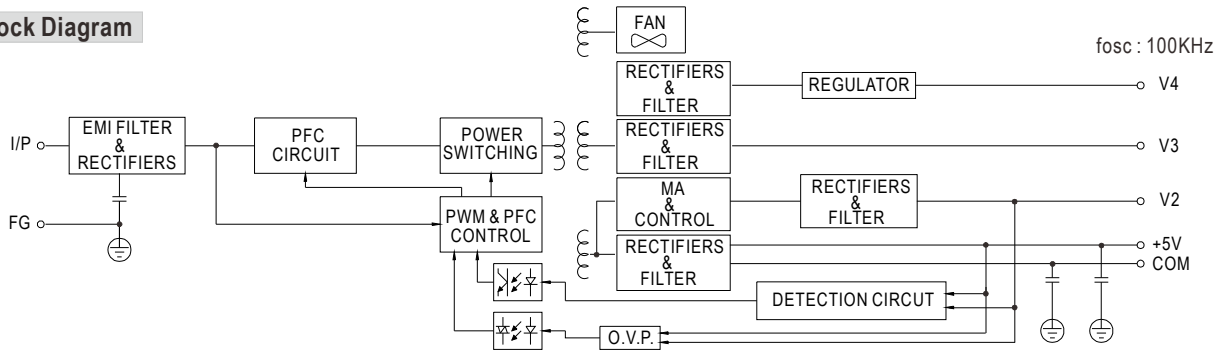 ock Diagram
FAN
fosc : 100KHz
RECTIFIERS
&
FILTER
REGULATOR
V4
I/P
EMI FILTER
&
RECTIFIERS
PFC
CIRCUIT
POWER
SWITCHING
RECTIFIERS
&
FILTER
V3
MA
&
CONTROL
RECTIFIERS
&
FILTER
V2
FG
PWM & PFC
CONTROL
RECTIFIERS
&
FILTER
+5V
COM
DETECTION CIRCUT
O.V.P.